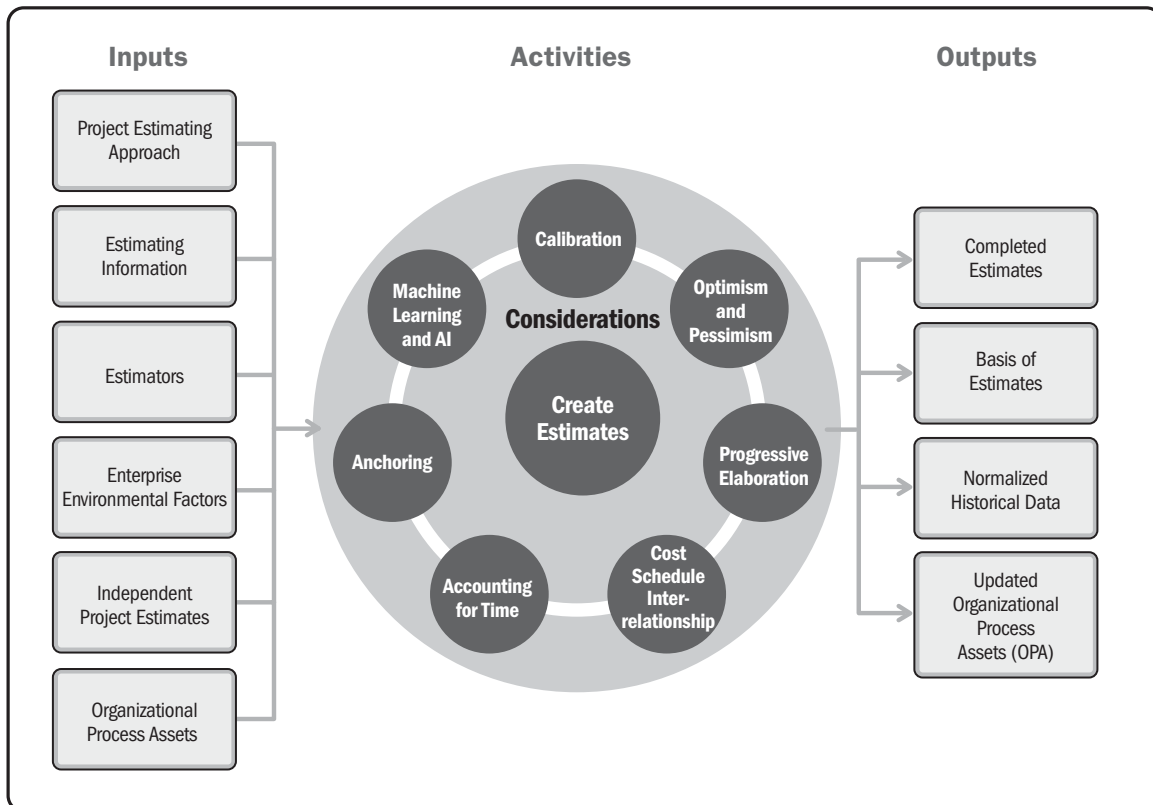 Inputs
Activities
Outputs
Project Estimating
Approach
Estimating
Information
Estimators
Enterprise
Environmental Factors
Independent
Project Estimates
Organizational
Process Assets
Calibration
Optimism
and
Pessimism
Progressive
Elaboration
Cost
Schedule
Inter-
relationship
Accounting
for Time
Anchoring
Machine
Learning
and AI
Considerations
Create
Estimates
Completed
Estimates
Basis of
Estimates
Normalized
Historical Data
Updated
Organizational
Process
Assets (OPA)